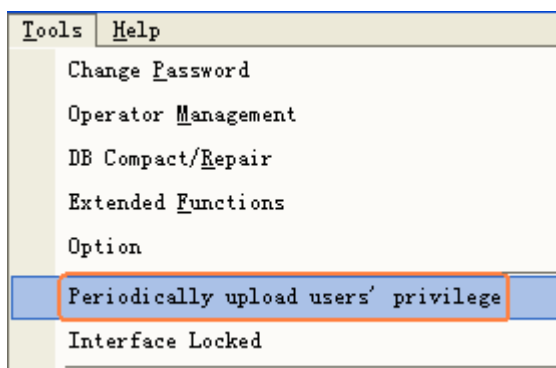 Tools Help
Change Password
Operator Management
DB Compact/Repair
Extended Functions
Option
Periodically upload users' privilege
Interface Locked